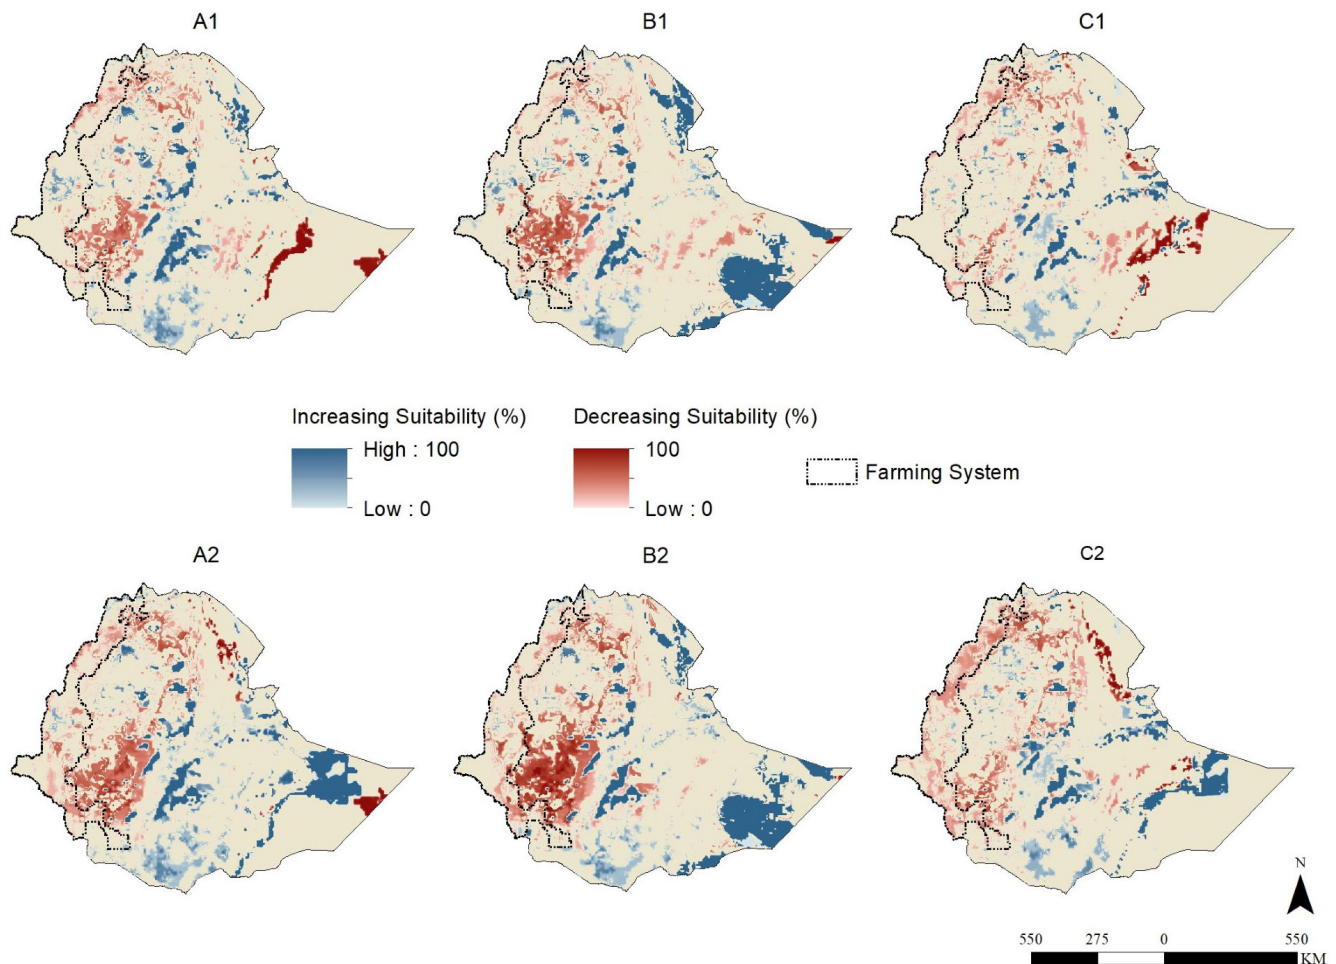 A1 B1 C1
Increasing Suitability (%) Decreasing Suitability (%)
High : 100 100
Farming System
Low : 0 Low : 0
A2 B2 C2
N
550 275 0 550
KM